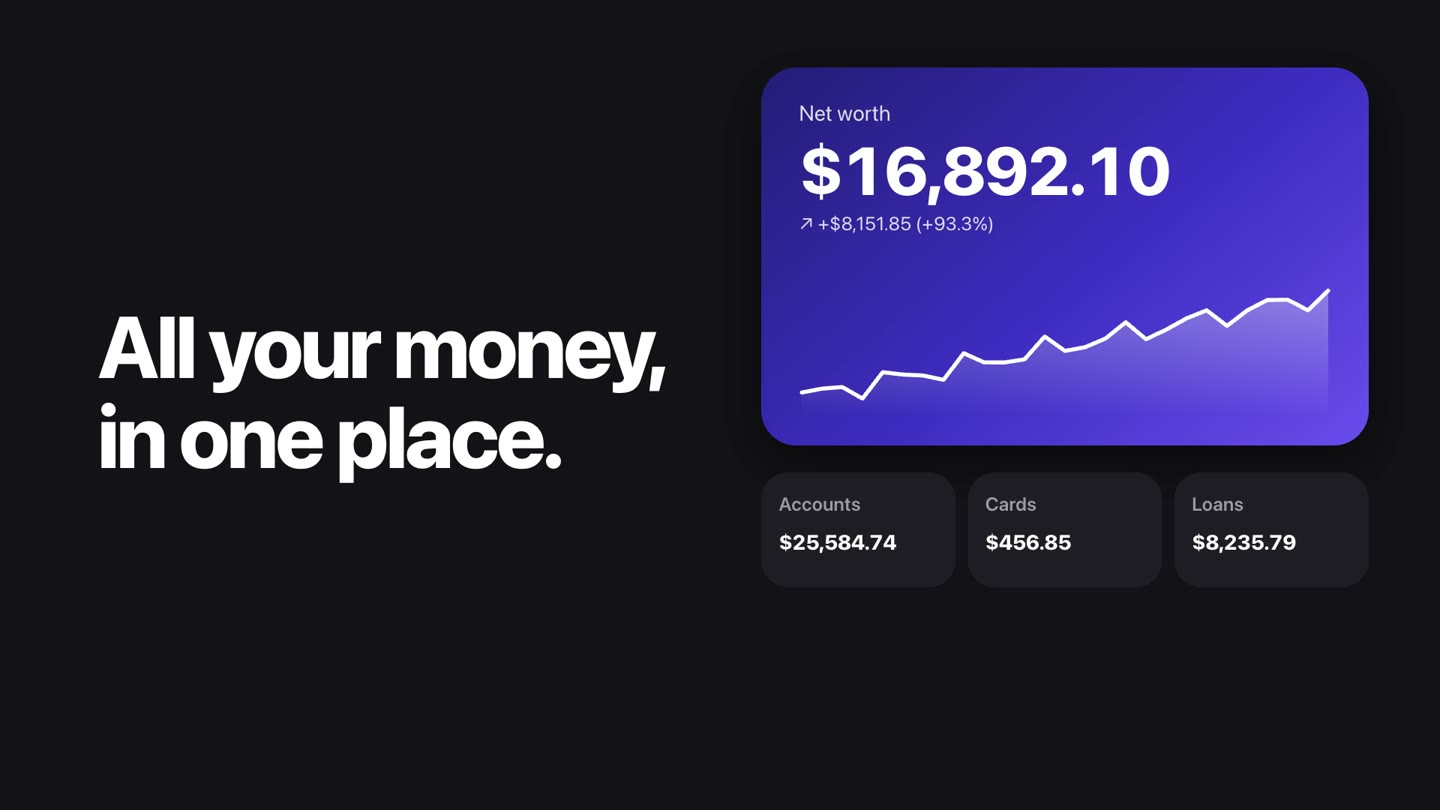 All your money,
in one place.
Net worth
$16,892.10
↗ +$8,151.85 (+93.3%)
Accounts
$25,584.74
Cards
$456.85
Loans
$8,235.79